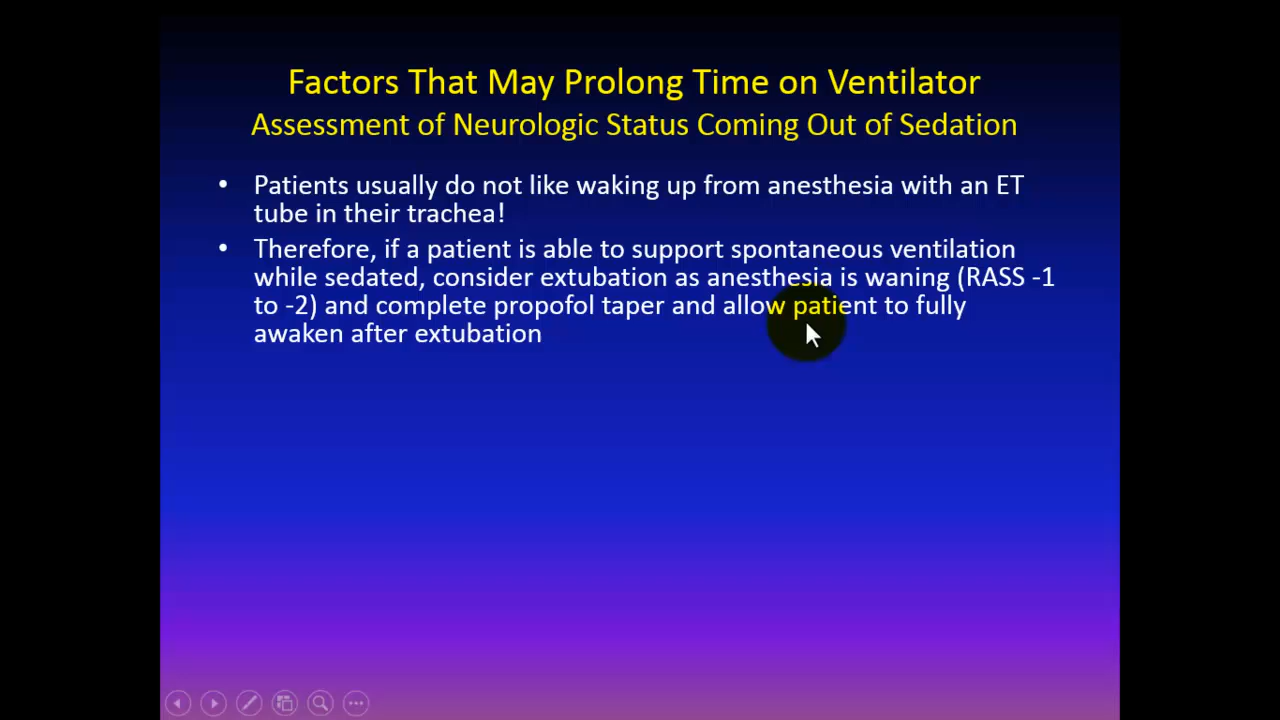 Factors That May Prolong Time on Ventilator
Assessment of Neurologic Status Coming Out of Sedation
• Patients usually do not like waking up from anesthesia with an ET
tube in their trachea!
• Therefore, if a patient is able to support spontaneous ventilation
while sedated, consider extubation as anesthesia is waning (RASS -1
to -2) and complete propofol taper and allow patient to fully
awaken after extubation